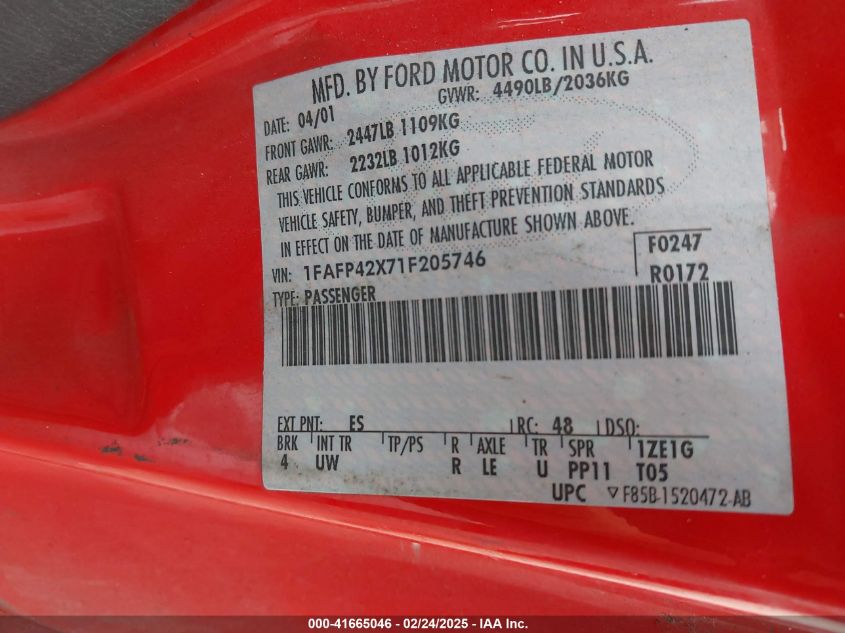 MFD. BY FORD MOTOR CO. IN U.S.A.
DATE: 04/01 GVWR: 4490LB/2036KG
FRONT GAWR: 2447LB 1109KG
REAR GAWR: 2232LB 1012KG
THIS VEHICLE CONFORMS TO ALL APPLICABLE FEDERAL MOTOR
VEHICLE SAFETY, BUMPER, AND THEFT PREVENTION STANDARDS
IN EFFECT ON THE DATE OF MANUFACTURE SHOWN ABOVE.
VIN: 1FAFP42X71F205746 F0247
TYPE: PASSENGER R0172
EXT PNT: ES RC: 48 DSO:
BRK INT TR TP/PS R AXLE TR SPR 1ZE1G
4 UW R LE U PP11 T05
UPC ▽F85B-1520472-AB
000-41665046 - 02/24/2025 - IAA Inc.